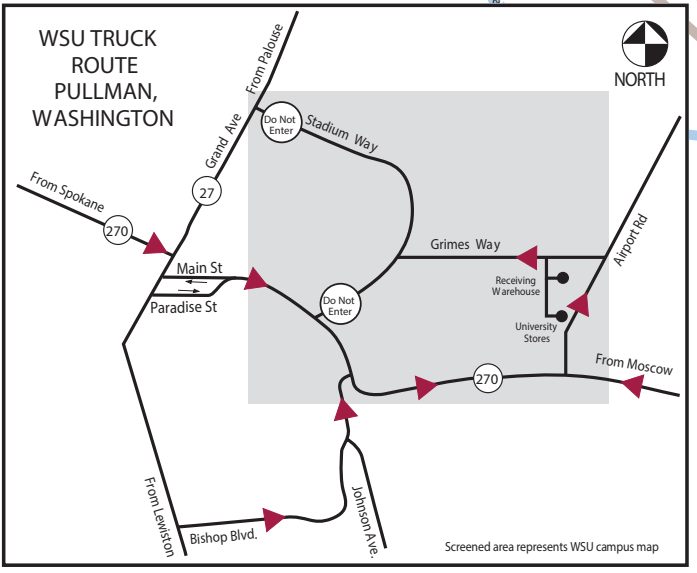 WSU TRUCK
ROUTE
PULLMAN,
WASHINGTON
From Palouse
NORTH
Grand Ave
Do Not
Enter
Stadium Way
From Spokane
27
270
Airport Rd
Grimes Way
Main St
Receiving
Warehouse
Paradise St
Do Not
Enter
University
Stores
From Moscow
270
From Lewiston
Johnson Ave.
Bishop Blvd.
Screened area represents WSU campus map